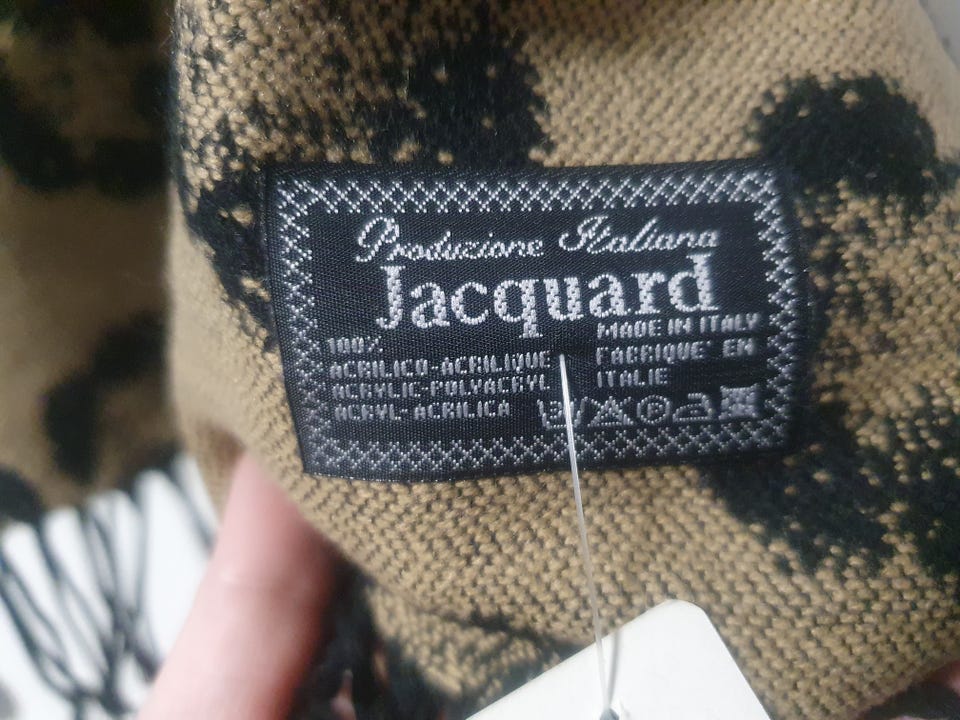 Produzione Italiana
Jacquard
MADE IN ITALY
FABRIQUE' EN
ITALIE
100%
ACRILICO-ACRILIQUE
ACRYLIC-POLYACRYL
ACRYL-ACRILICA